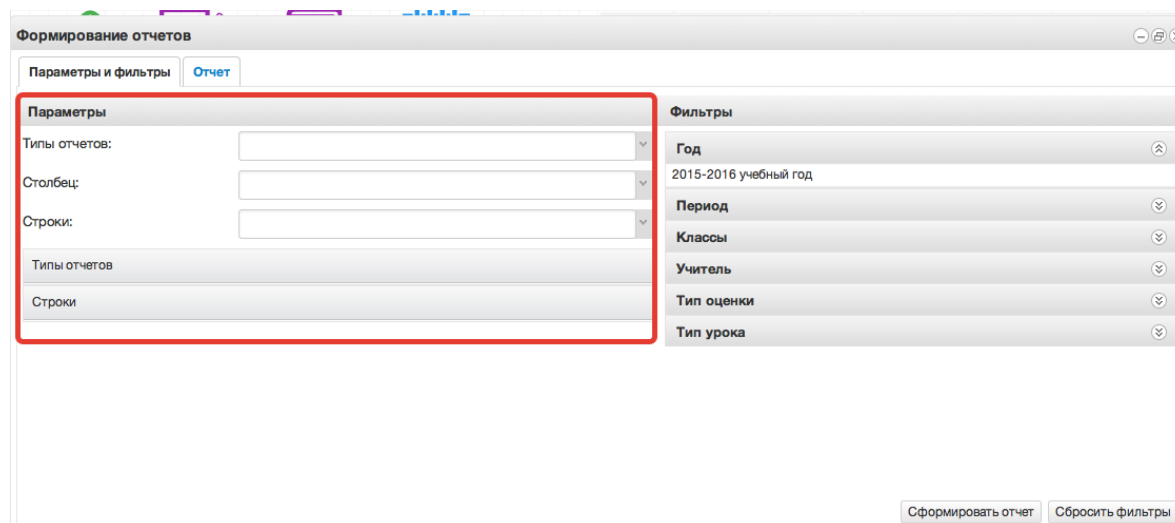 Формирование отчетов
Параметры и фильтры
Отчет
Параметры
Типы отчетов:
Столбец:
Строки:
Типы отчетов
Строки
Фильтры
Год
2015-2016 учебный год
Период
Классы
Учитель
Тип оценки
Тип урока
Сформировать отчет
Сбросить фильтры